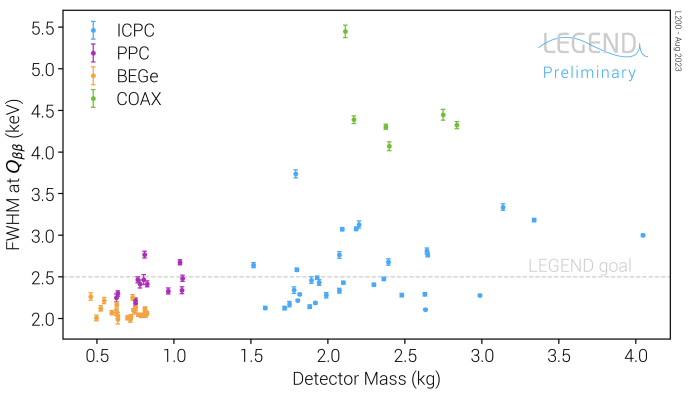 L200 - Aug 2023
ICPC
PPC
BEGe
COAX
LEGEND
Preliminary
LEGEND goal
FWHM at Qββ (keV)
5.5
5.0
4.5
4.0
3.5
3.0
2.5
2.0
0.5 1.0 1.5 2.0 2.5 3.0 3.5 4.0
Detector Mass (kg)